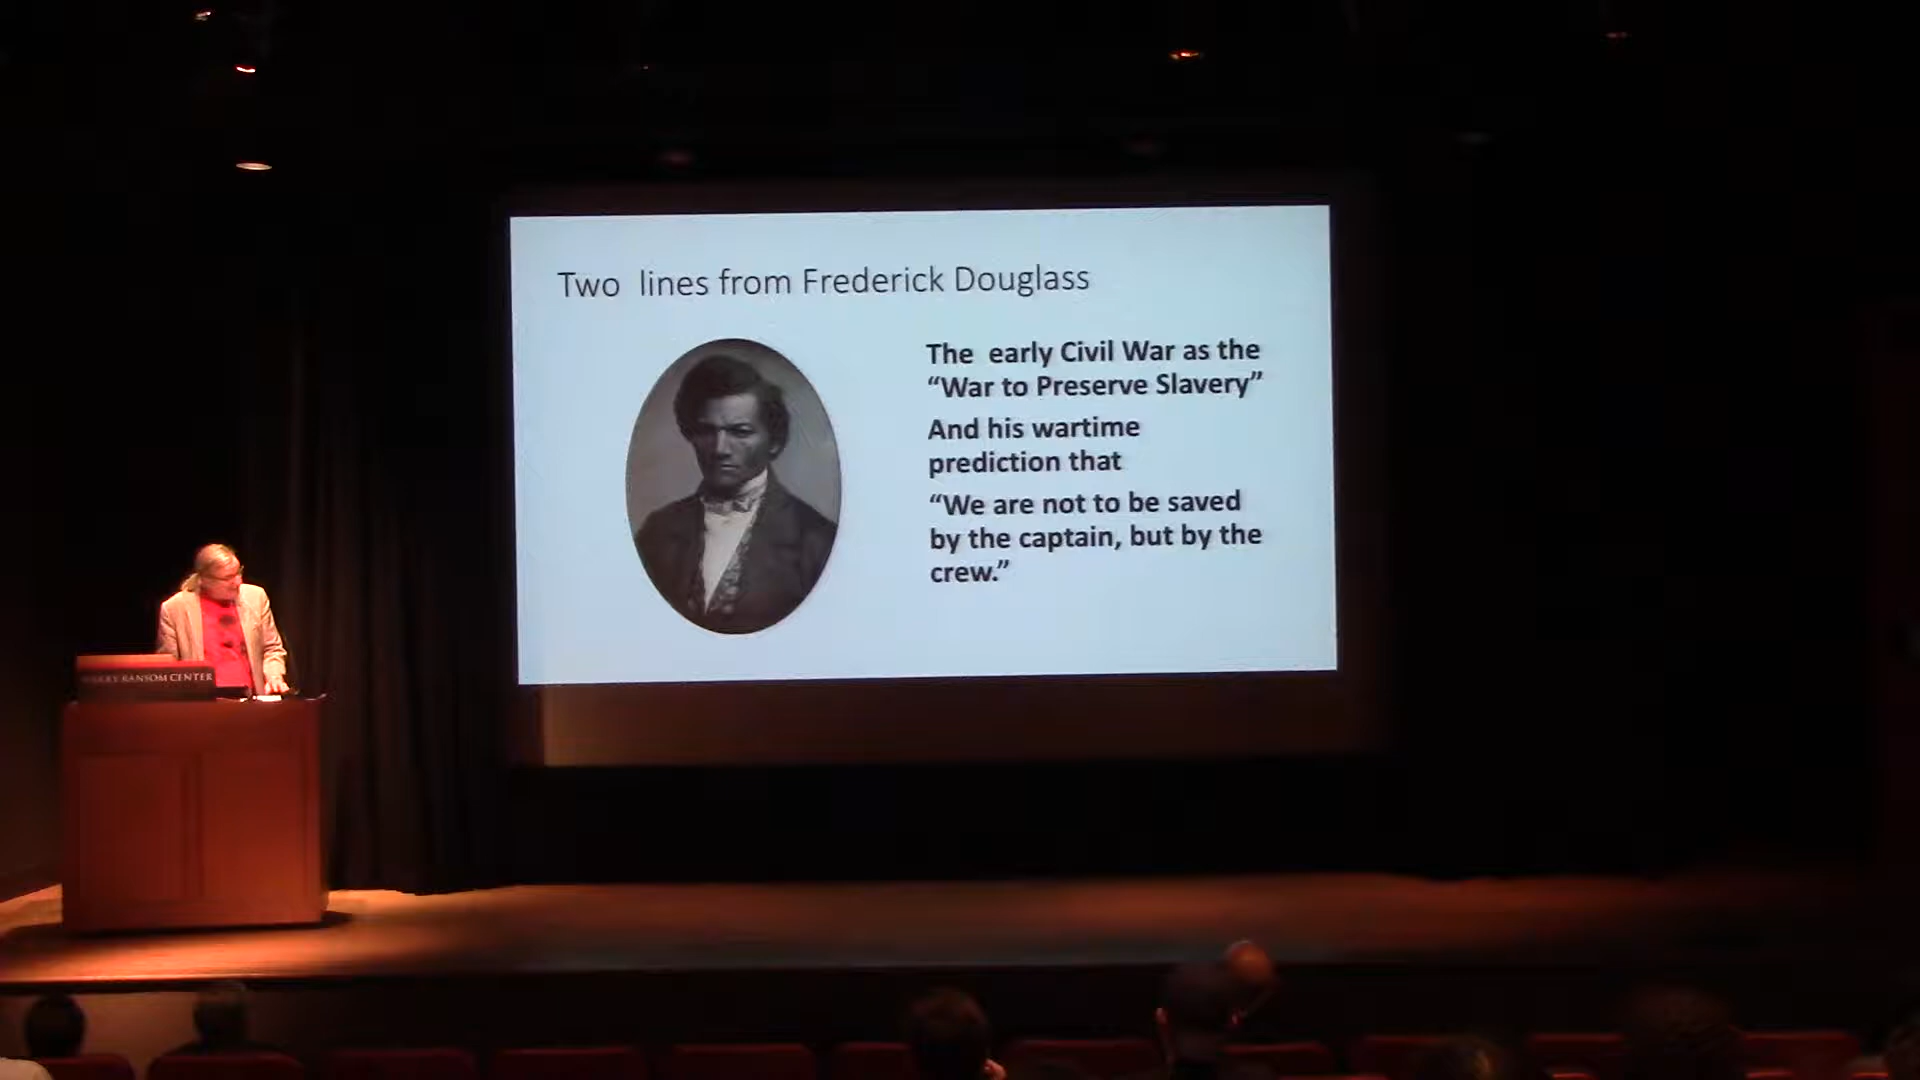 Two lines from Frederick Douglass
The early Civil War as the
“War to Preserve Slavery”
And his wartime
prediction that
“We are not to be saved
by the captain, but by the
crew.”
HARRY RANSOM CENTER